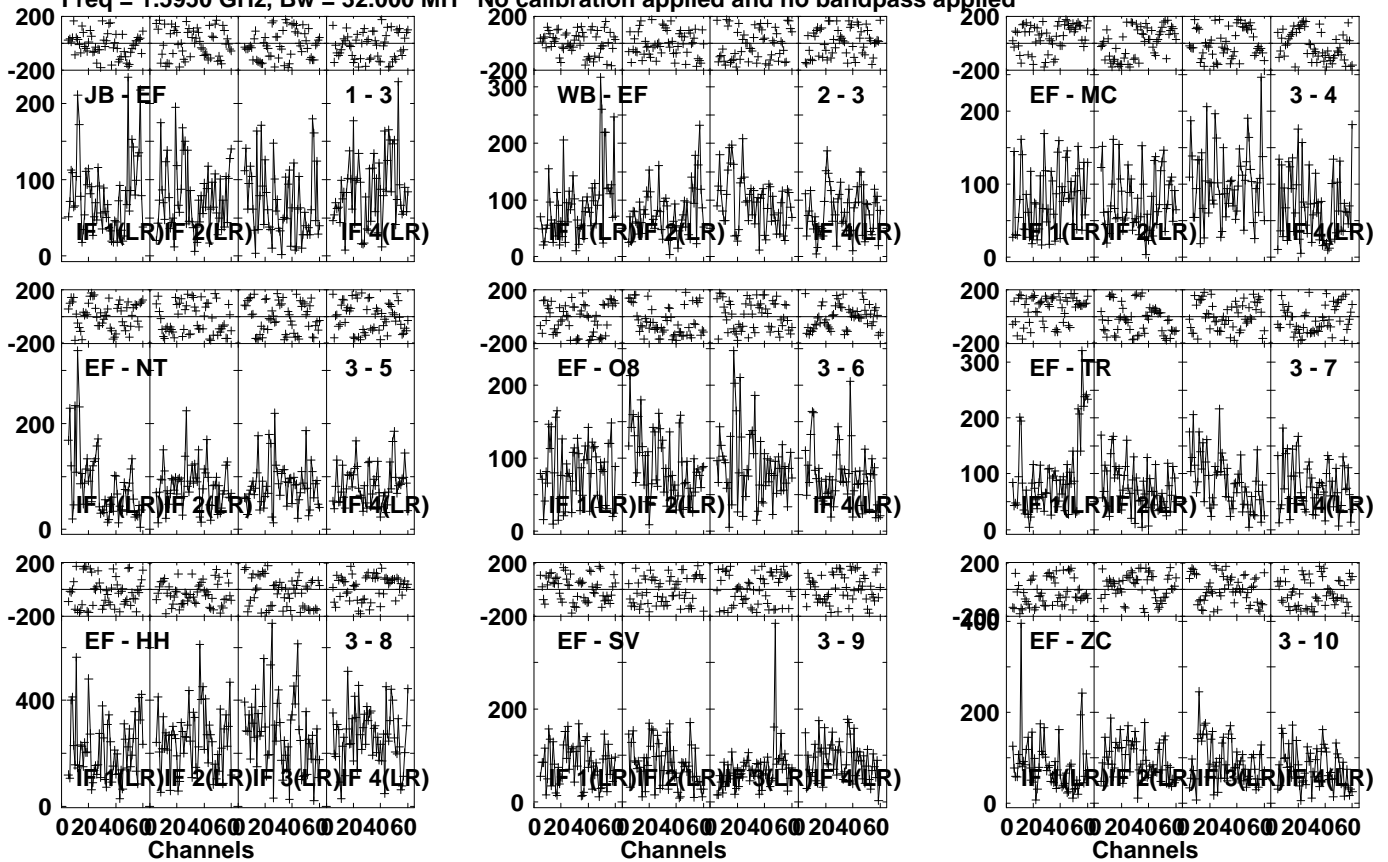 Freq = 1.5950 GHz, Bw = 32.000 MH No calibration applied and no bandpass applied
200
-200
200
100
0
JB - EF
1 - 3
IF 1(LR)
IF 2(LR)
IF 4(LR)
200
-200
300
200
100
0
WB - EF
2 - 3
IF 1(LR)
IF 2(LR)
IF 4(LR)
200
-200
200
100
0
EF - MC
3 - 4
IF 1(LR)
IF 2(LR)
IF 4(LR)
200
-200
200
0
EF - NT
3 - 5
IF 1(LR)
IF 2(LR)
IF 4(LR)
200
-200
200
100
0
EF - O8
3 - 6
IF 1(LR)
IF 2(LR)
IF 4(LR)
200
-200
300
200
100
0
EF - TR
3 - 7
IF 1(LR)
IF 2(LR)
IF 4(LR)
200
-200
400
0
EF - HH
3 - 8
IF 1(LR)
IF 2(LR)
IF 3(LR)
IF 4(LR)
0 20 40 60 0 20 40 60 0 20 40 60 0 20 40 60
Channels
200
-200
200
0
EF - SV
3 - 9
IF 1(LR)
IF 2(LR)
IF 3(LR)
IF 4(LR)
0 20 40 60 0 20 40 60 0 20 40 60 0 20 40 60
Channels
200
-200
400
200
0
EF - ZC
3 - 10
IF 1(LR)
IF 2(LR)
IF 3(LR)
IF 4(LR)
0 20 40 60 0 20 40 60 0 20 40 60 0 20 40 60
Channels